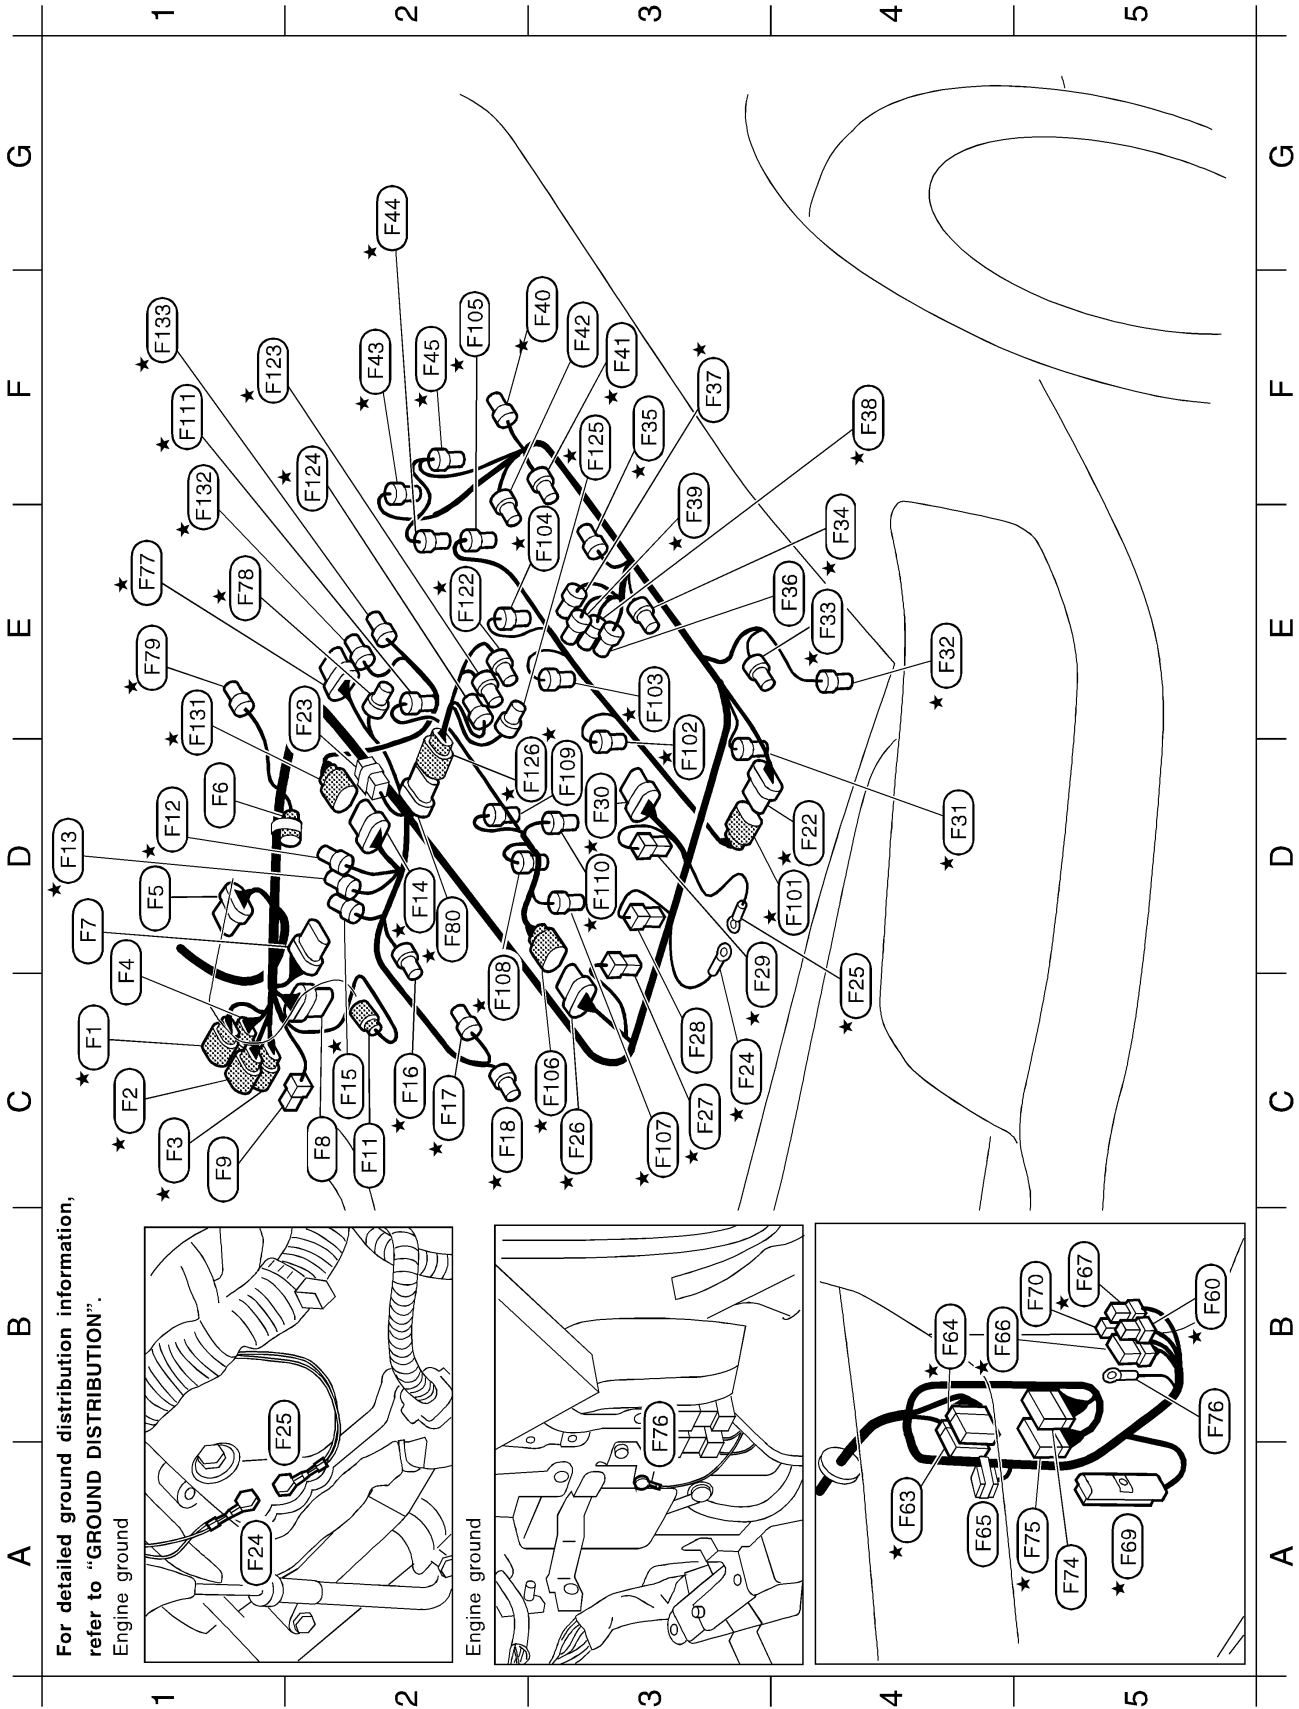 For detailed ground distribution information,
refer to “GROUND DISTRIBUTION”.
Engine ground
F24
F25
Engine ground
F76
F63
F64
F65
F66
F70
F67
F60
F75
F74
F69
F76
1
2
3
4
5
1
2
3
4
5
A
B
C
D
E
F
G
A
B
C
D
E
F
G
★ F1
★ F2
★ F3
F4
F5
F7
F9
F8
F11
★ F13
★ F12
F6
★ F131
★ F79
★ F77
★ F78
★ F132
★ F111
★ F133
★ F123
★ F124
F23
★ F15
★ F16
★ F17
★ F18
★ F14
★ F80
★ F108
★ F106
★ F26
★ F107
★ F27
F28
★ F24
★ F29
★ F25
★ F110
★ F30
★ F109
★ F126
★ F101
★ F22
★ F31
★ F102
★ F103
★ F32
★ F33
F36
★ F34
★ F122
★ F104
★ F39
★ F38
★ F35
★ F37
★ F125
★ F41
F42
★ F40
★ F105
★ F45
★ F43
★ F44